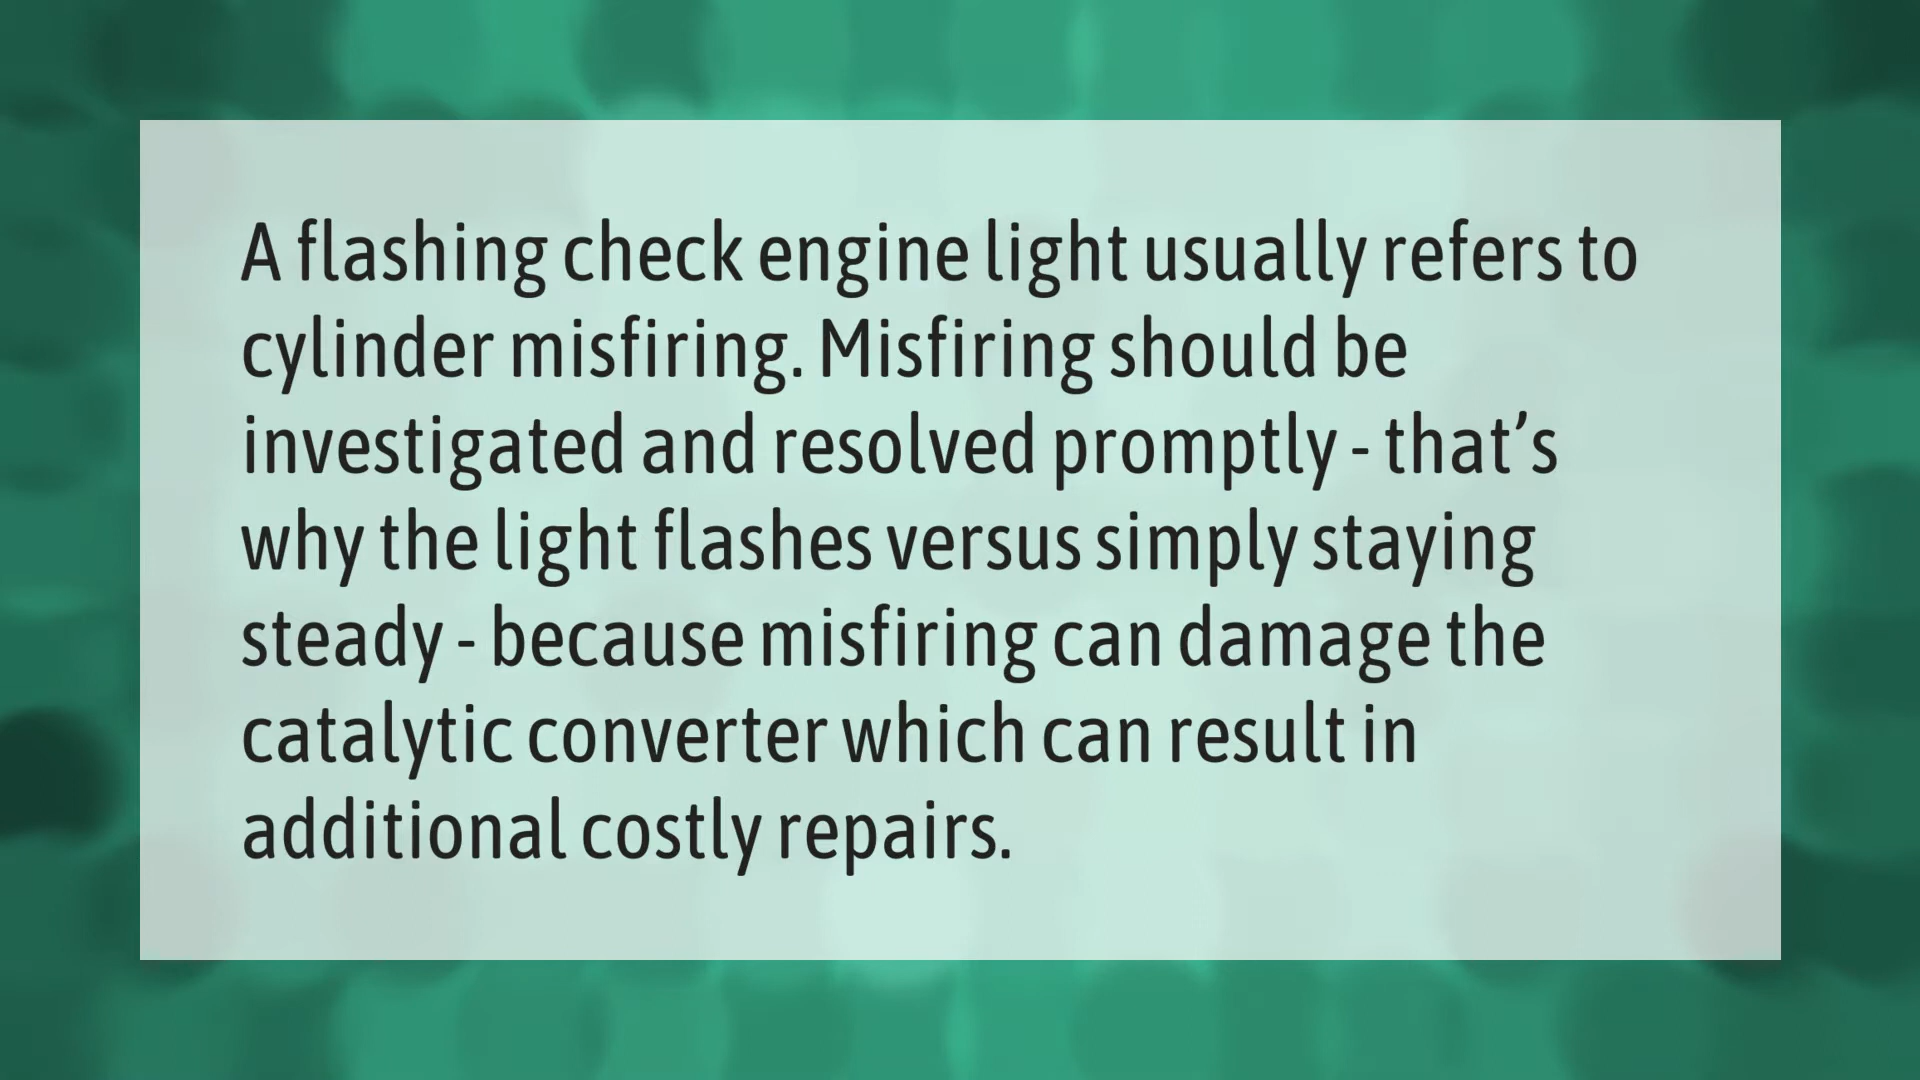 A flashing check engine light usually refers to
cylinder misfiring. Misfiring should be
investigated and resolved promptly - that’s
why the light flashes versus simply staying
steady - because misfiring can damage the
catalytic converter which can result in
additional costly repairs.